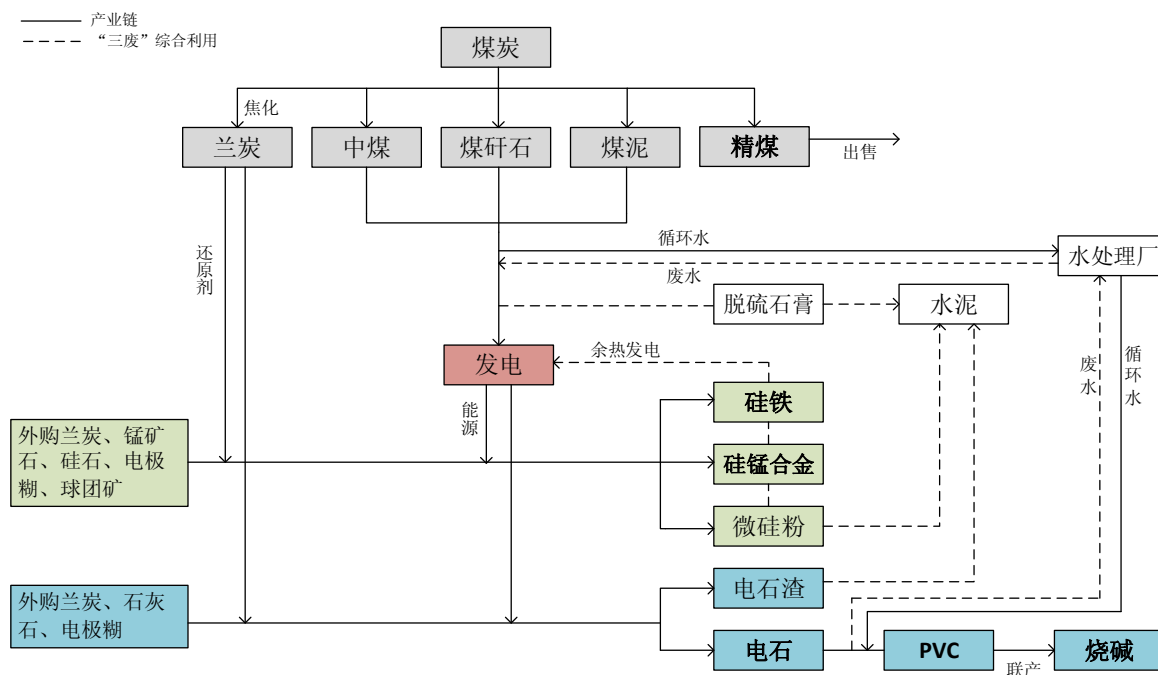 产业链
“三废”综合利用
煤炭
焦化
兰炭
中煤
煤矸石
煤泥
精煤
出售
还原剂
循环水
水处理厂
废水
脱硫石膏
水泥
余热发电
发电
废水
循环水
能源
硅铁
外购兰炭、锰矿
石、硅石、电极
糊、球团矿
硅锰合金
微硅粉
电石渣
外购兰炭、石灰
石、电极糊
电石
PVC
联产
烧碱